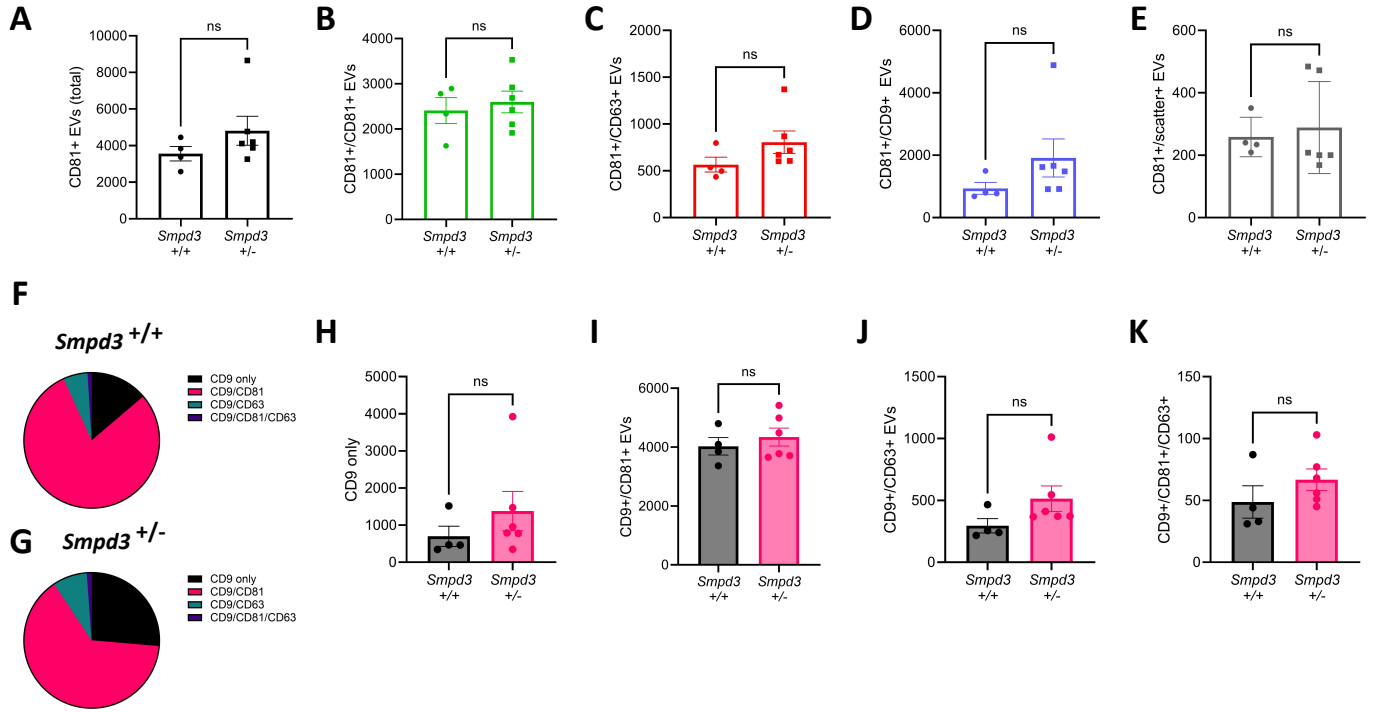 A
B
C
D
E
ns
CD81+ EVs (total)
10000
8000
6000
4000
2000
0
Smpd3 +/+
Smpd3 +/-
ns
CD81+/CD81+ EVs
4000
3000
2000
1000
0
Smpd3 +/+
Smpd3 +/-
ns
CD81+/CD63+ EVs
2000
1500
1000
500
0
Smpd3 +/+
Smpd3 +/-
ns
CD81+/CD9+ EVs
6000
4000
2000
0
Smpd3 +/+
Smpd3 +/-
ns
CD81+/scatter+ EVs
600
400
200
0
Smpd3 +/+
Smpd3 +/-
F
Smpd3 +/+
CD9 only
CD9/CD81
CD9/CD63
CD9/CD81/CD63
G
Smpd3 +/-
CD9 only
CD9/CD81
CD9/CD63
CD9/CD81/CD63
H
ns
CD9 only
5000
4000
3000
2000
1000
0
Smpd3 +/+
Smpd3 +/-
I
ns
CD9+/CD81+ EVs
6000
4000
2000
0
Smpd3 +/+
Smpd3 +/-
J
ns
CD9+/CD63+ EVs
1500
1000
500
0
Smpd3 +/+
Smpd3 +/-
K
ns
CD9+/CD81+/CD63+
150
100
50
0
Smpd3 +/+
Smpd3 +/-